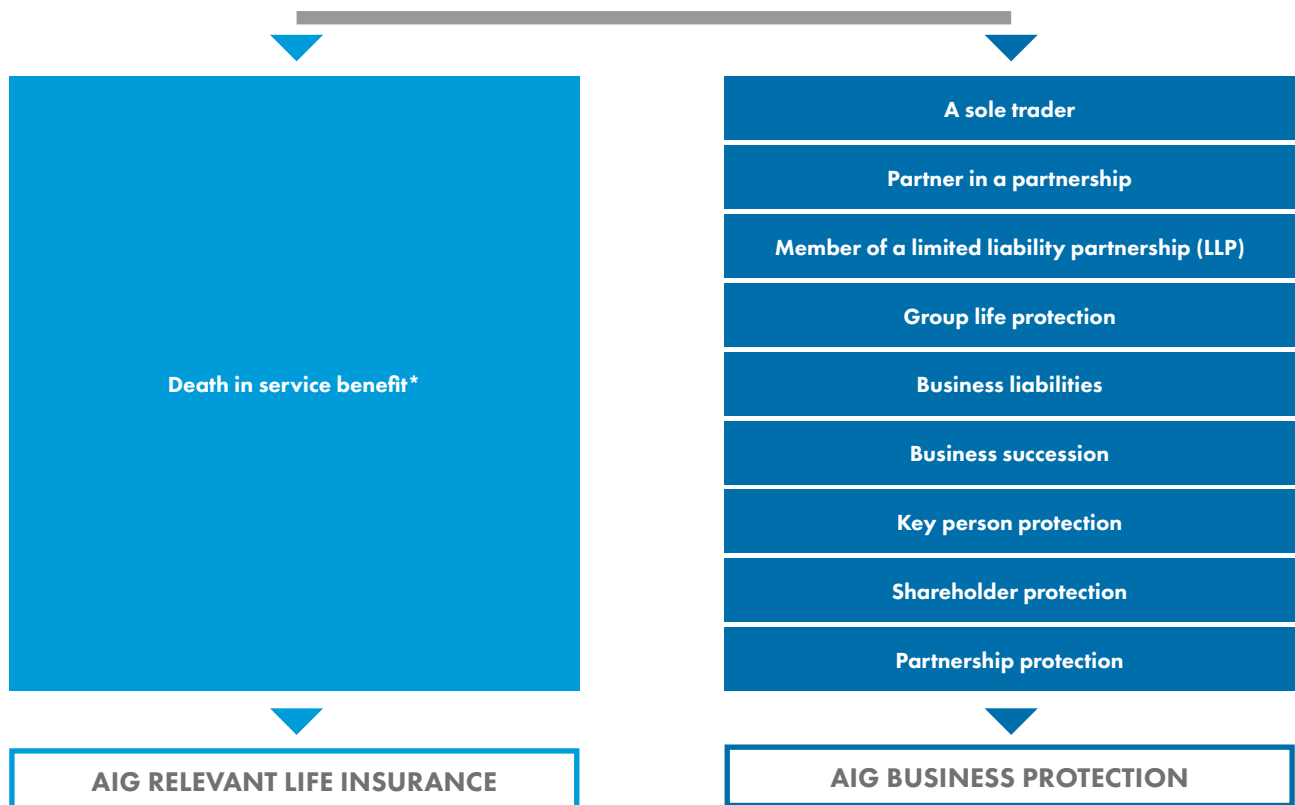 Death in service benefit*
A sole trader
Partner in a partnership
Member of a limited liability partnership (LLP)
Group life protection
Business liabilities
Business succession
Key person protection
Shareholder protection
Partnership protection
AIG RELEVANT LIFE INSURANCE
AIG BUSINESS PROTECTION